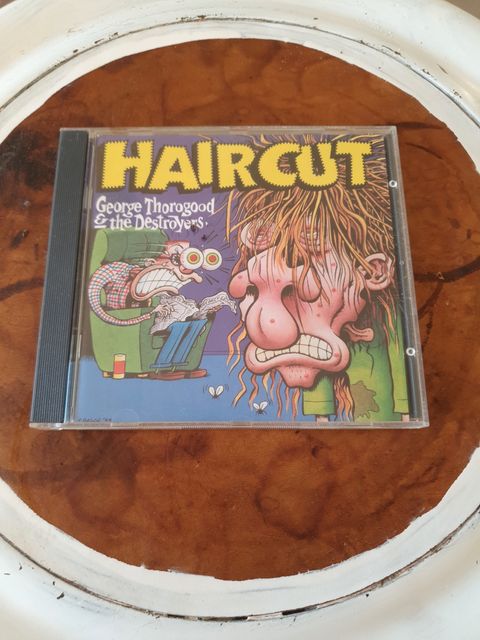 HAIRCUT
George Thorogood
& the Destroyers